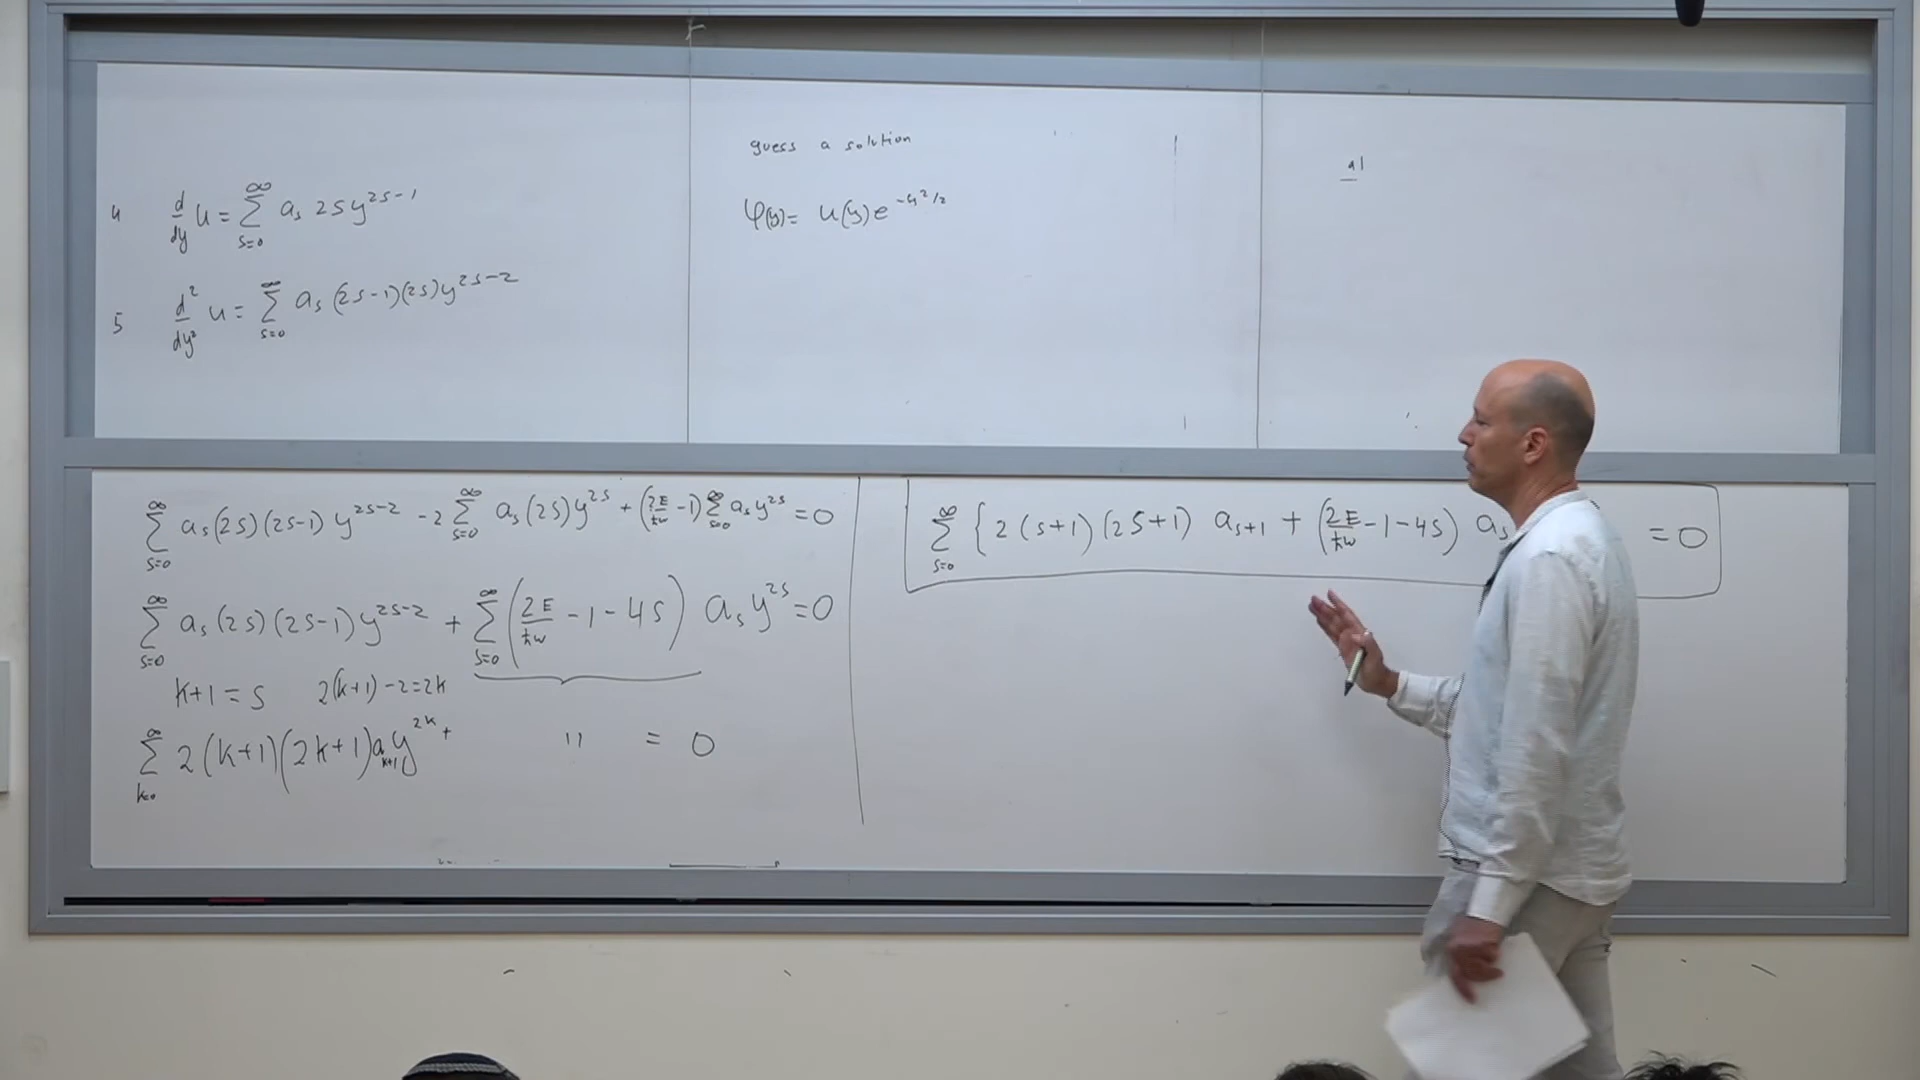 4 d/dy u = ∑_{s=0}^{∞} a_s 2s y^{2s-1}
5 d²/dy² u = ∑_{s=0}^{∞} a_s (2s-1)(2s) y^{2s-2}
guess a solution
φ(y) = u(y) e^{-y²/2}
a1
∑_{s=0}^{∞} a_s (2s)(2s-1) y^{2s-2} - 2 ∑_{s=0}^{∞} a_s (2s) y^{2s} + (2E/ħω - 1) ∑_{s=0}^{∞} a_s y^{2s} = 0
∑_{s=0}^{∞} a_s (2s)(2s-1) y^{2s-2} + ∑_{s=0}^{∞} (2E/ħω - 1 - 4s) a_s y^{2s} = 0
k+1 = s 2(k+1) - 2 = 2k
∑_{k=0}^{∞} 2(k+1)(2k+1) a_{k+1} y^{2k} + '' = 0
∑_{s=0}^{∞} { 2(s+1)(2s+1) a_{s+1} + (2E/ħω - 1 - 4s) a_s = 0